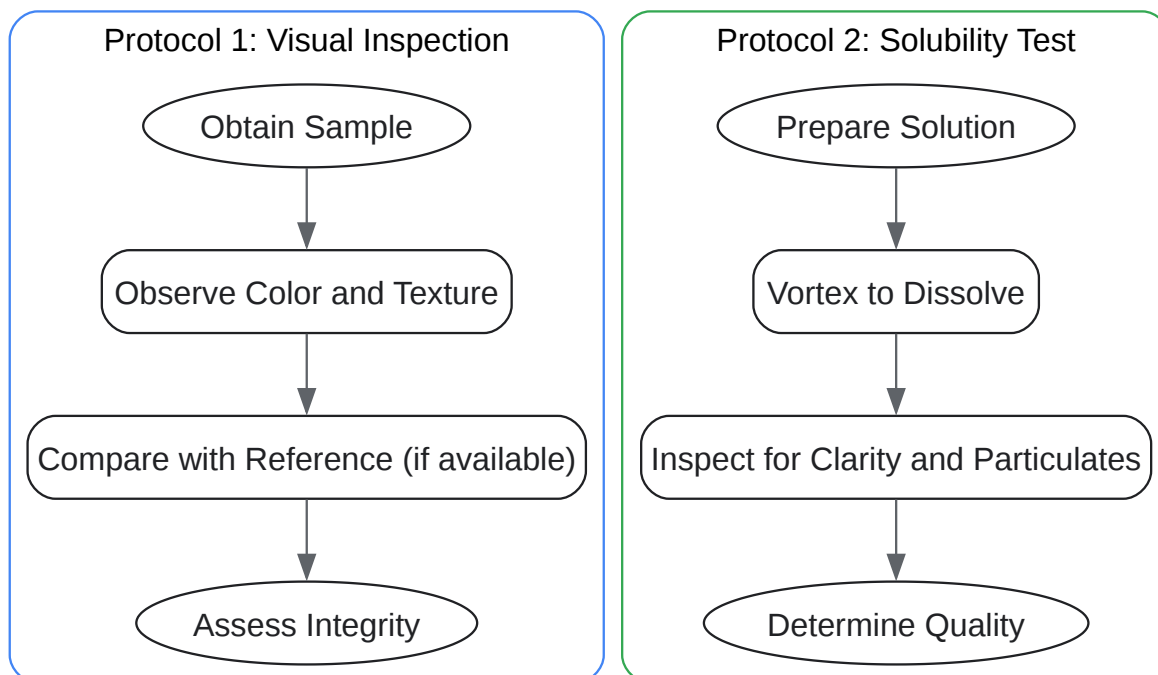 Protocol 1: Visual Inspection
Obtain Sample
Observe Color and Texture
Compare with Reference (if available)
Assess Integrity
Protocol 2: Solubility Test
Prepare Solution
Vortex to Dissolve
Inspect for Clarity and Particulates
Determine Quality